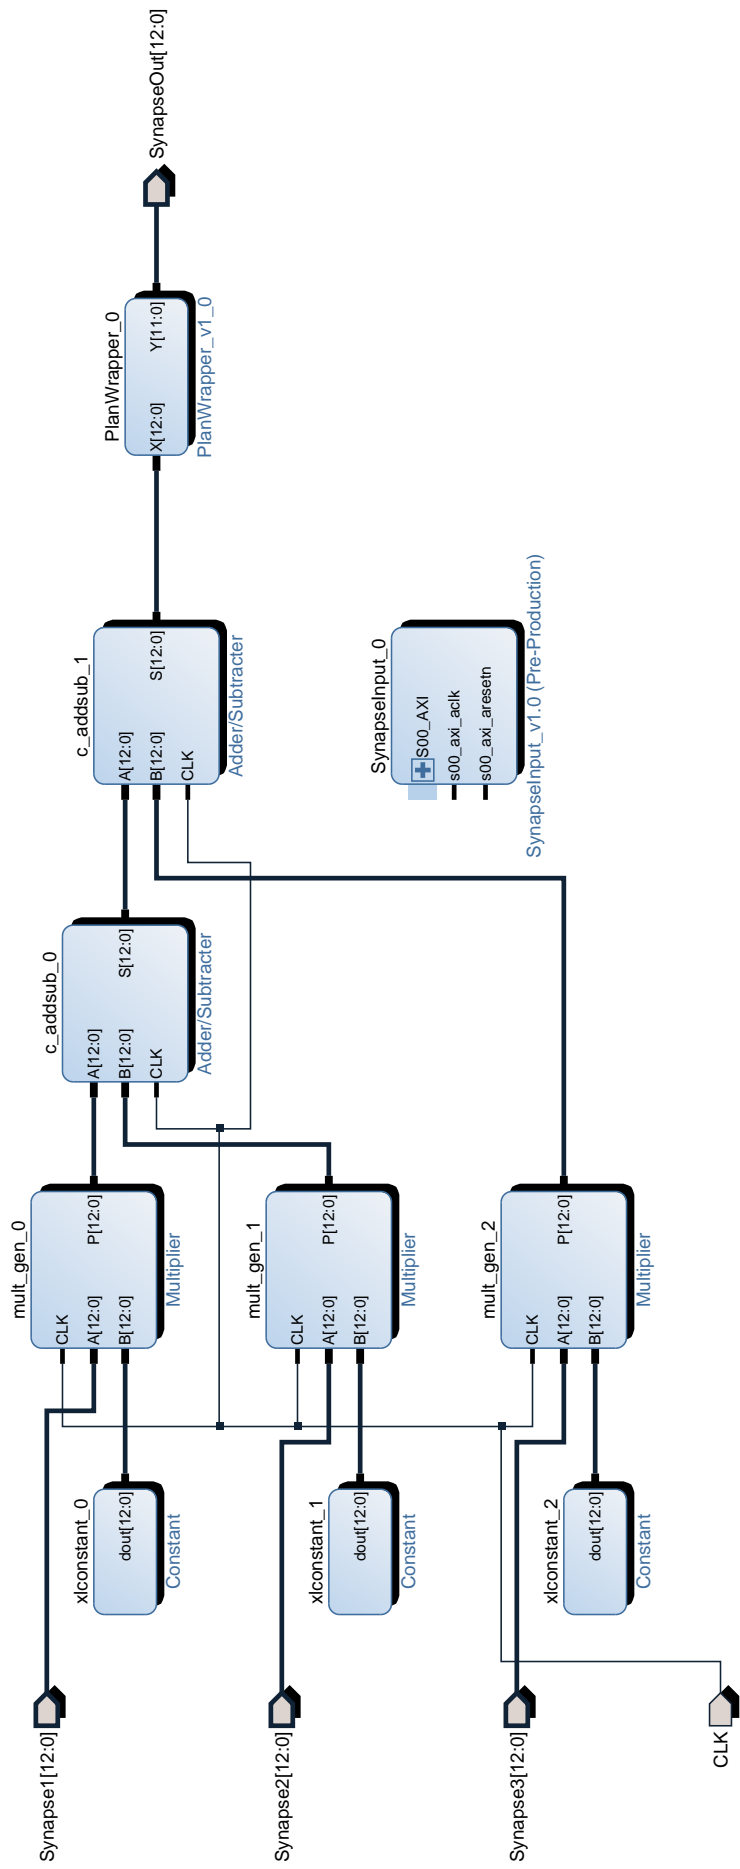 Synapse1[12:0]
Synapse2[12:0]
Synapse3[12:0]
CLK
xlconstant_0
dout[12:0]
Constant
xlconstant_1
dout[12:0]
Constant
xlconstant_2
dout[12:0]
Constant
mult_gen_0
CLK
A[12:0]
P[12:0]
B[12:0]
Multiplier
mult_gen_1
CLK
A[12:0]
P[12:0]
B[12:0]
Multiplier
mult_gen_2
CLK
A[12:0]
P[12:0]
B[12:0]
Multiplier
c_addsub_0
A[12:0]
B[12:0]
S[12:0]
CLK
Adder/Subtracter
c_addsub_1
A[12:0]
B[12:0]
S[12:0]
CLK
Adder/Subtracter
SynapseInput_0
S00_AXI
s00_axi_aclk
s00_axi_aresetn
SynapseInput_v1.0 (Pre-Production)
PlanWrapper_0
X[12:0]
Y[11:0]
PlanWrapper_v1_0
SynapseOut[12:0]